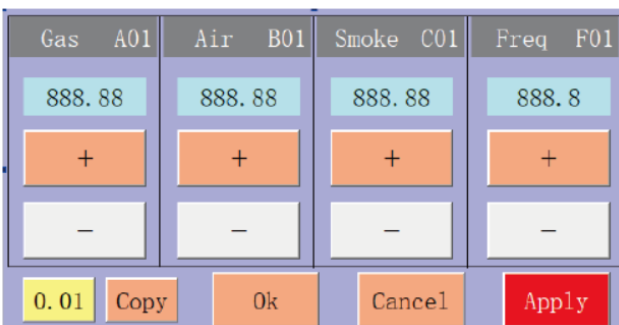 Gas A01 Air B01 Smoke C01 Freq F01
888.88 888.88 888.88 888.8
+ + + +
- - - -
0.01 Copy Ok Cancel Apply